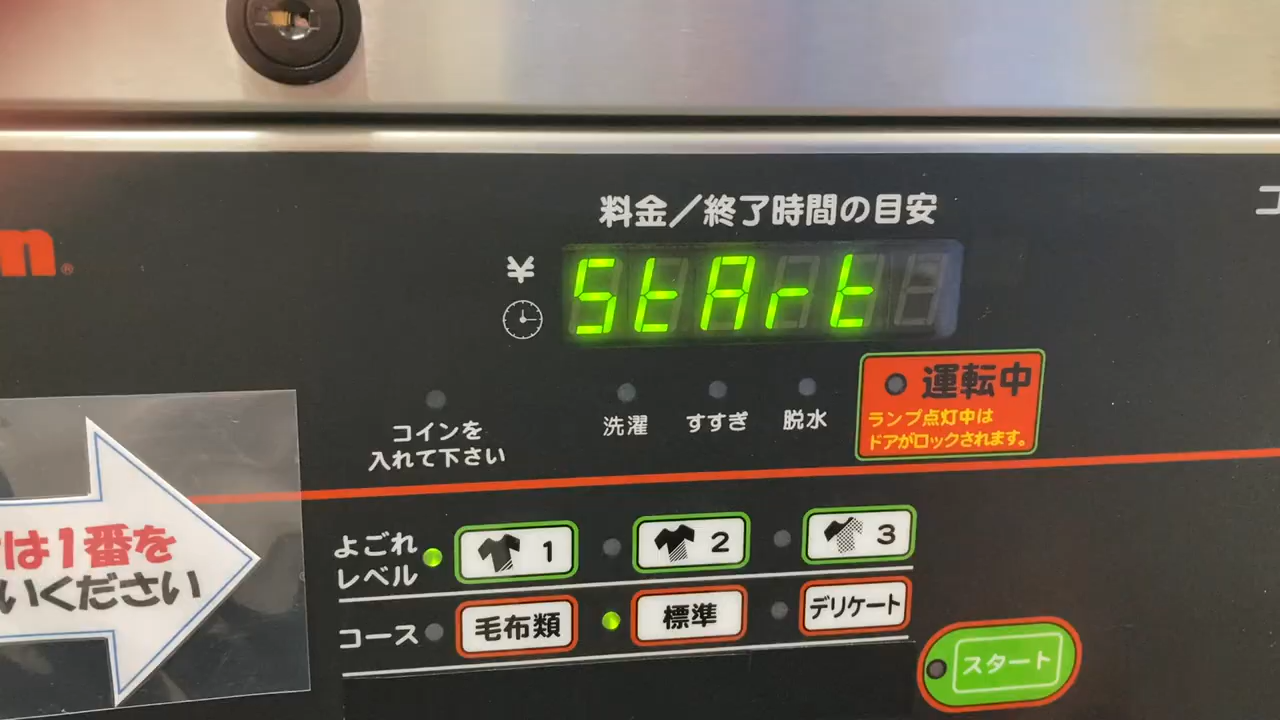 料金／終了時間の目安
¥
StArt
コインを
入れて下さい
洗濯
すすぎ
脱水
運転中
ランプ点灯中は
ドアがロックされます。
は1番を
いください
よごれ
レベル
1
2
3
コース
毛布類
標準
デリケート
スタート